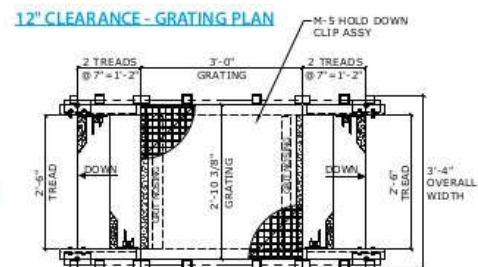 12" CLEARANCE - GRATING PLAN
M-5 HOLD DOWN
CLIP ASSY
2 TREADS
@ 7"=1'-2"
3'-0"
GRATING
2 TREADS
@ 7"=1'-2"
2'-6"
TREAD
DOWN
2'-10 3/8"
GRATING
DOWN
2'-6"
TREAD
3'-4"
OVERALL
WIDTH